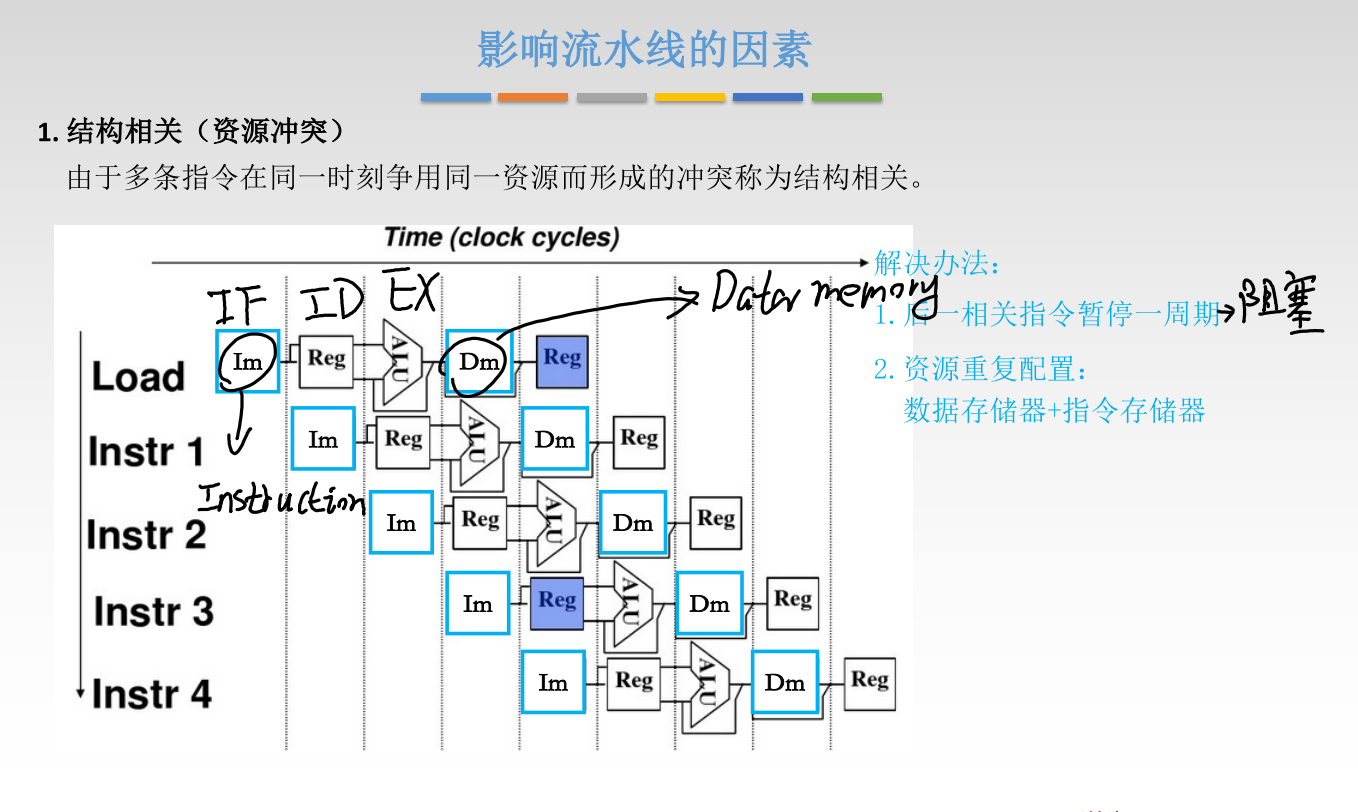 影响流水线的因素
1. 结构相关（资源冲突）
由于多条指令在同一时刻争用同一资源而形成的冲突称为结构相关。
Time (clock cycles)
解决办法：
IF ID EX Data memory
1. 后一相关指令暂停一周期→阻塞
Load Im Reg ALU Dm Reg
2. 资源重复配置：
数据存储器+指令存储器
Instr 1 Im Reg ALU Dm Reg
Instruction
Instr 2 Im Reg ALU Dm Reg
Instr 3 Im Reg ALU Dm Reg
Instr 4 Im Reg ALU Dm Reg